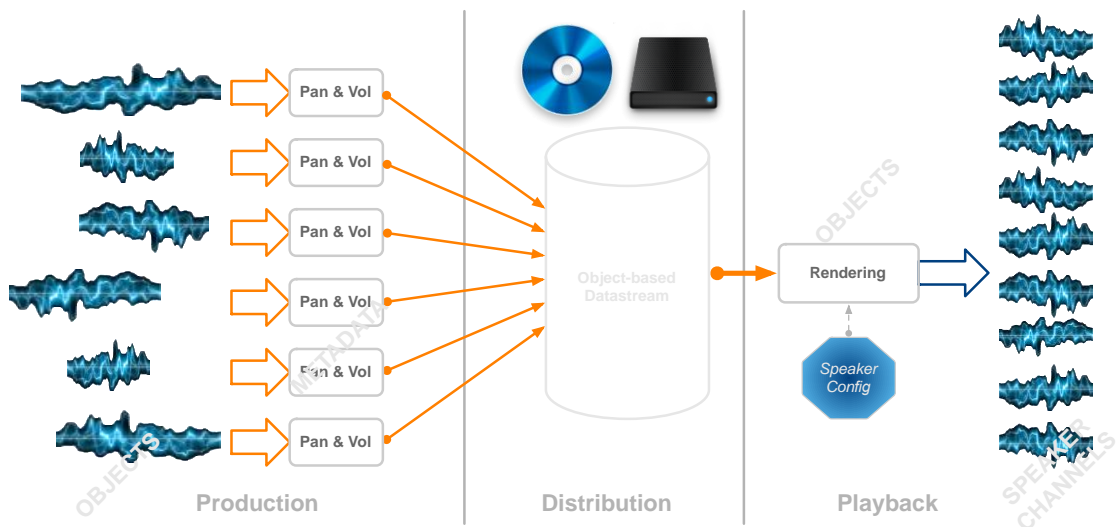 Pan & Vol
Pan & Vol
Pan & Vol
Pan & Vol
Pan & Vol
Pan & Vol
OBJECTS
METADATA
Production
Object-based
Datastream
Distribution
OBJECTS
Rendering
Speaker
Config
SPEAKER
CHANNELS
Playback